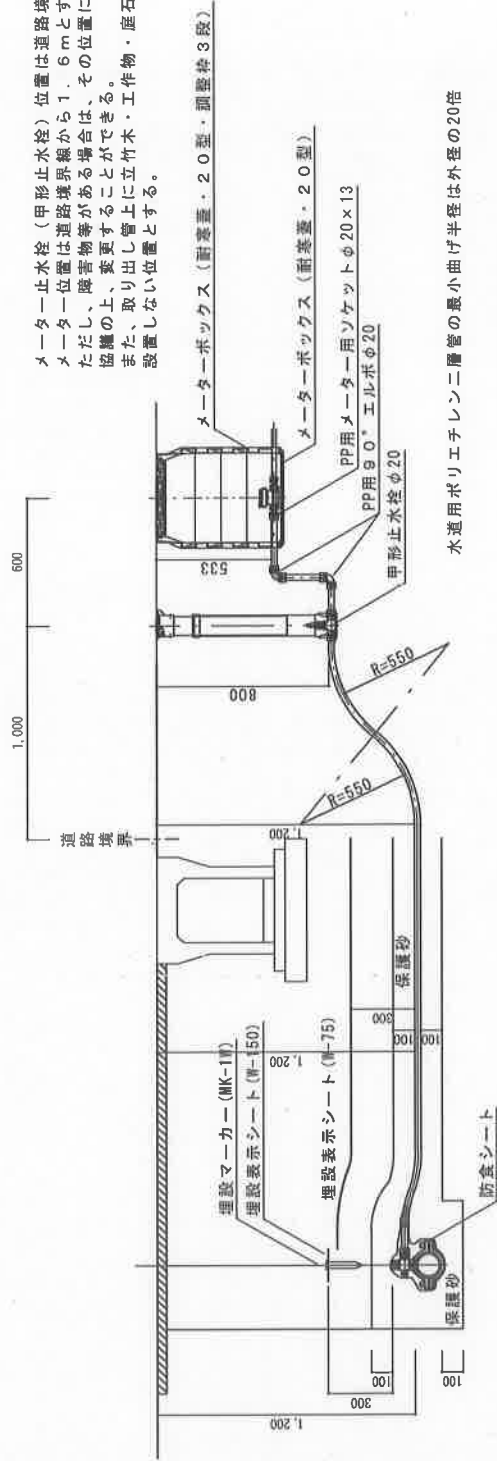 メーター止水栓（甲形止水栓）位置は道路境
メーター位置は道路境界線から1．6mとす
ただし、障害物等がある場合は、その位置に
協議の上、変更することができる。
また、取り出し管上に立竹木・工作物・庭石
設置しない位置とする。
1,000
600
道路境界
メーターボックス（耐寒蓋・20型・調整枠3段）
メーターボックス（耐寒蓋・20型）
PP用メーター用ソケットφ20×13
PP用90°エルボφ20
甲形止水栓φ20
533
800
1,200
R=550
R=550
水道用ポリエチレン二層管の最小曲げ半径は外径の20倍
埋設マーカー(MK-1W)
埋設表示シート(W-150)
埋設表示シート(W-75)
1,200
300
100
100
保護砂
防食シート
保護砂
1,200
300
100
100